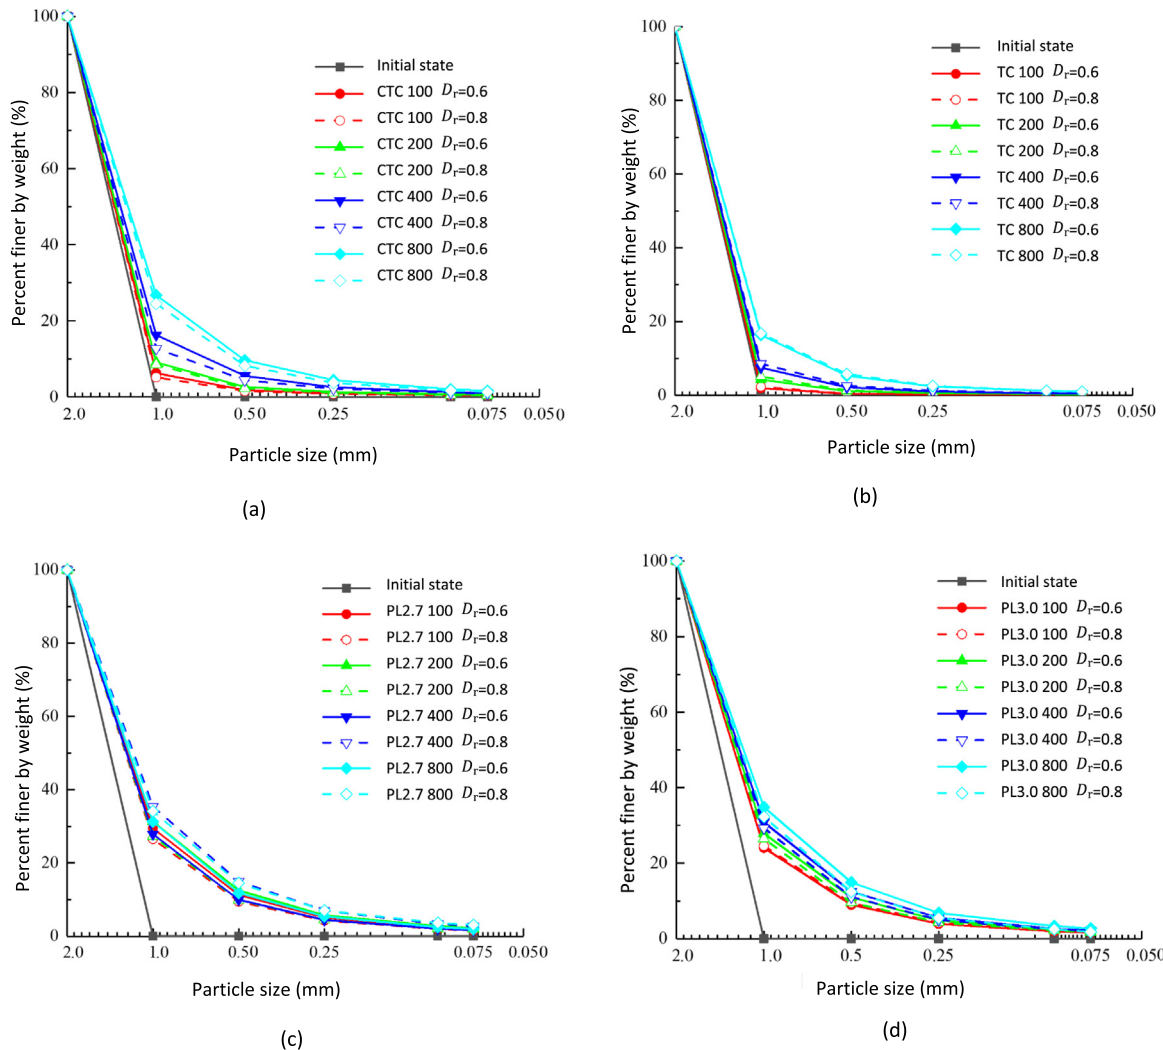 100
80
60
40
20
0
Percent finer by weight (%)
Initial state
CTC 100 Dr=0.6
CTC 100 Dr=0.8
CTC 200 Dr=0.6
CTC 200 Dr=0.8
CTC 400 Dr=0.6
CTC 400 Dr=0.8
CTC 800 Dr=0.6
CTC 800 Dr=0.8
2.0 1.0 0.50 0.25 0.075 0.050
Particle size (mm)
(a)
100
80
60
40
20
0
Percent finer by weight (%)
Initial state
TC 100 Dr=0.6
TC 100 Dr=0.8
TC 200 Dr=0.6
TC 200 Dr=0.8
TC 400 Dr=0.6
TC 400 Dr=0.8
TC 800 Dr=0.6
TC 800 Dr=0.8
2.0 1.0 0.50 0.25 0.075 0.050
Particle size (mm)
(b)
100
80
60
40
20
0
Percent finer by weight (%)
Initial state
PL2.7 100 Dr=0.6
PL2.7 100 Dr=0.8
PL2.7 200 Dr=0.6
PL2.7 200 Dr=0.8
PL2.7 400 Dr=0.6
PL2.7 400 Dr=0.8
PL2.7 800 Dr=0.6
PL2.7 800 Dr=0.8
2.0 1.0 0.50 0.25 0.075 0.050
Particle size (mm)
(c)
100
80
60
40
20
0
Percent finer by weight (%)
Initial state
PL3.0 100 Dr=0.6
PL3.0 100 Dr=0.8
PL3.0 200 Dr=0.6
PL3.0 200 Dr=0.8
PL3.0 400 Dr=0.6
PL3.0 400 Dr=0.8
PL3.0 800 Dr=0.6
PL3.0 800 Dr=0.8
2.0 1.0 0.5 0.25 0.075 0.050
Particle size (mm)
(d)